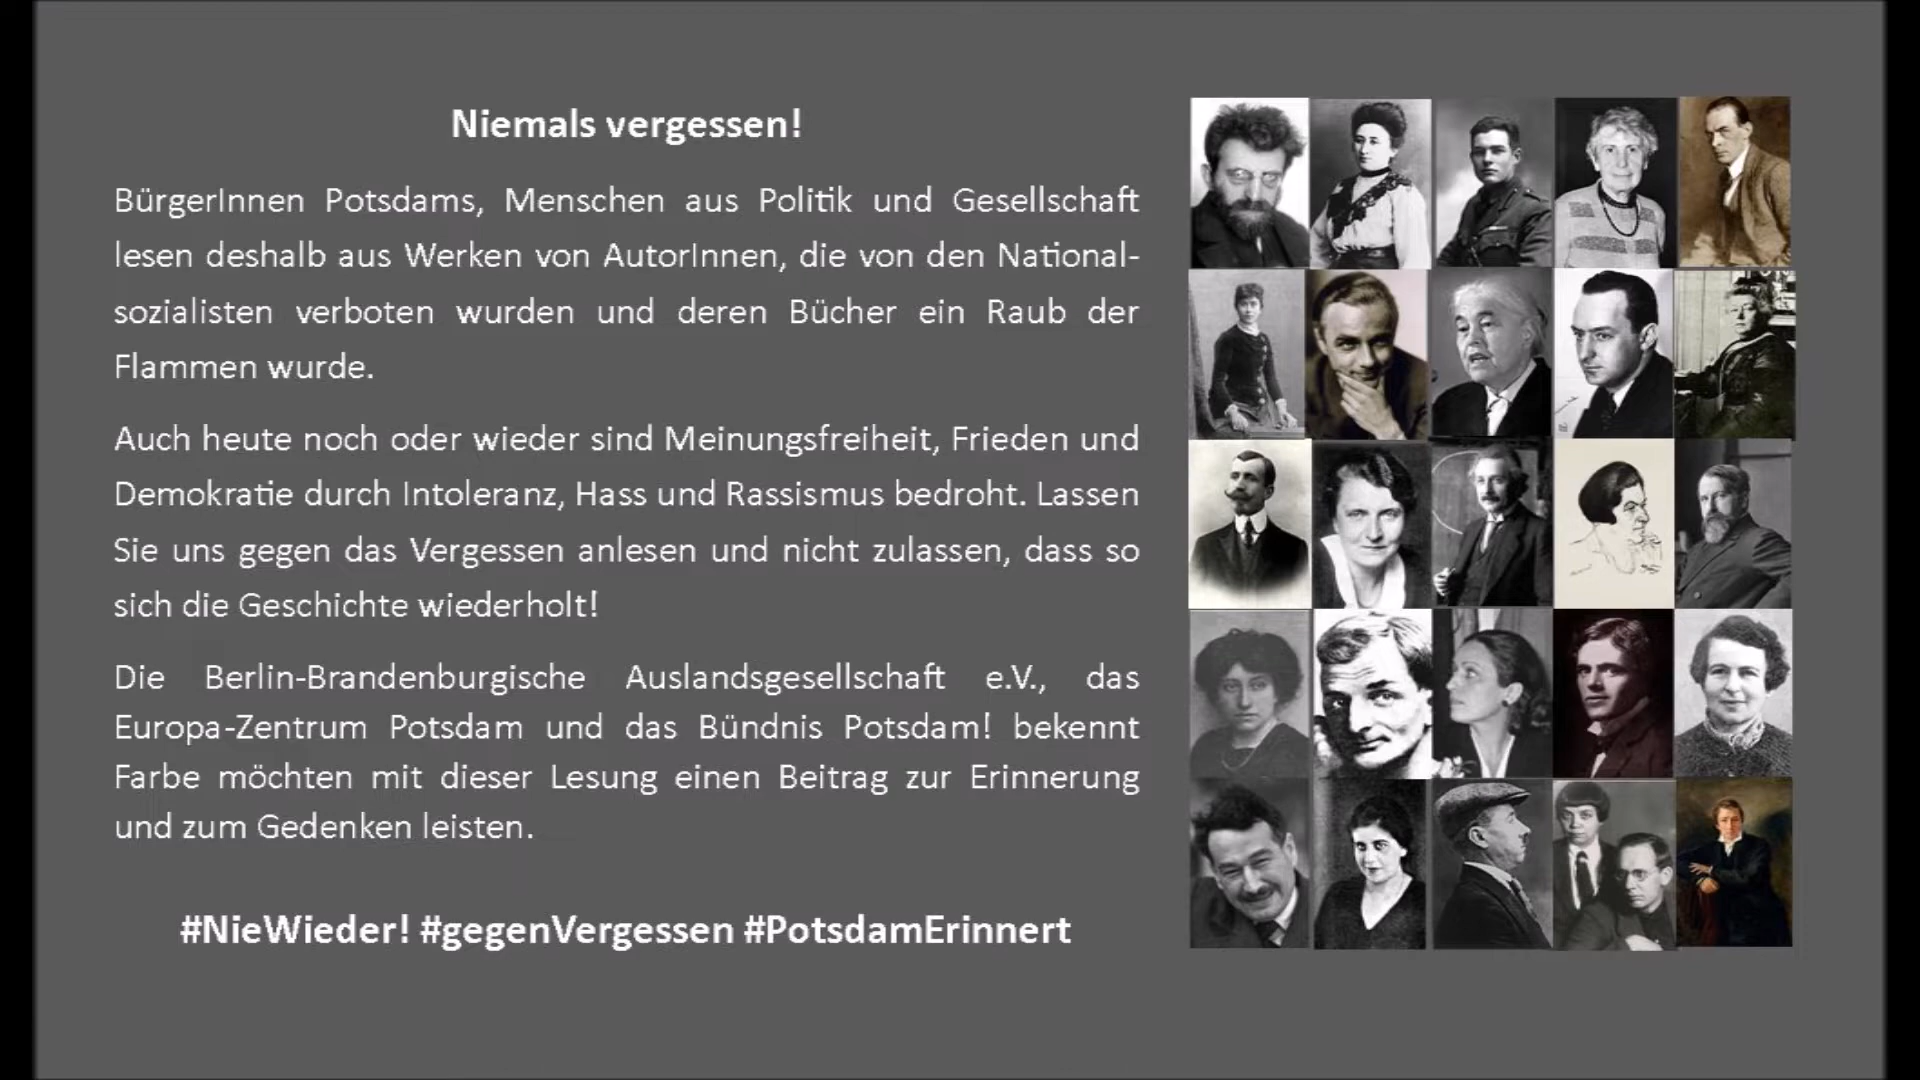 Niemals vergessen!
BürgerInnen Potsdams, Menschen aus Politik und Gesellschaft
lesen deshalb aus Werken von AutorInnen, die von den National-
sozialisten verboten wurden und deren Bücher ein Raub der
Flammen wurde.
Auch heute noch oder wieder sind Meinungsfreiheit, Frieden und
Demokratie durch Intoleranz, Hass und Rassismus bedroht. Lassen
Sie uns gegen das Vergessen anlesen und nicht zulassen, dass so
sich die Geschichte wiederholt!
Die Berlin-Brandenburgische Auslandsgesellschaft e.V., das
Europa-Zentrum Potsdam und das Bündnis Potsdam! bekennt
Farbe möchten mit dieser Lesung einen Beitrag zur Erinnerung
und zum Gedenken leisten.
#NieWieder! #gegenVergessen #PotsdamErinnert